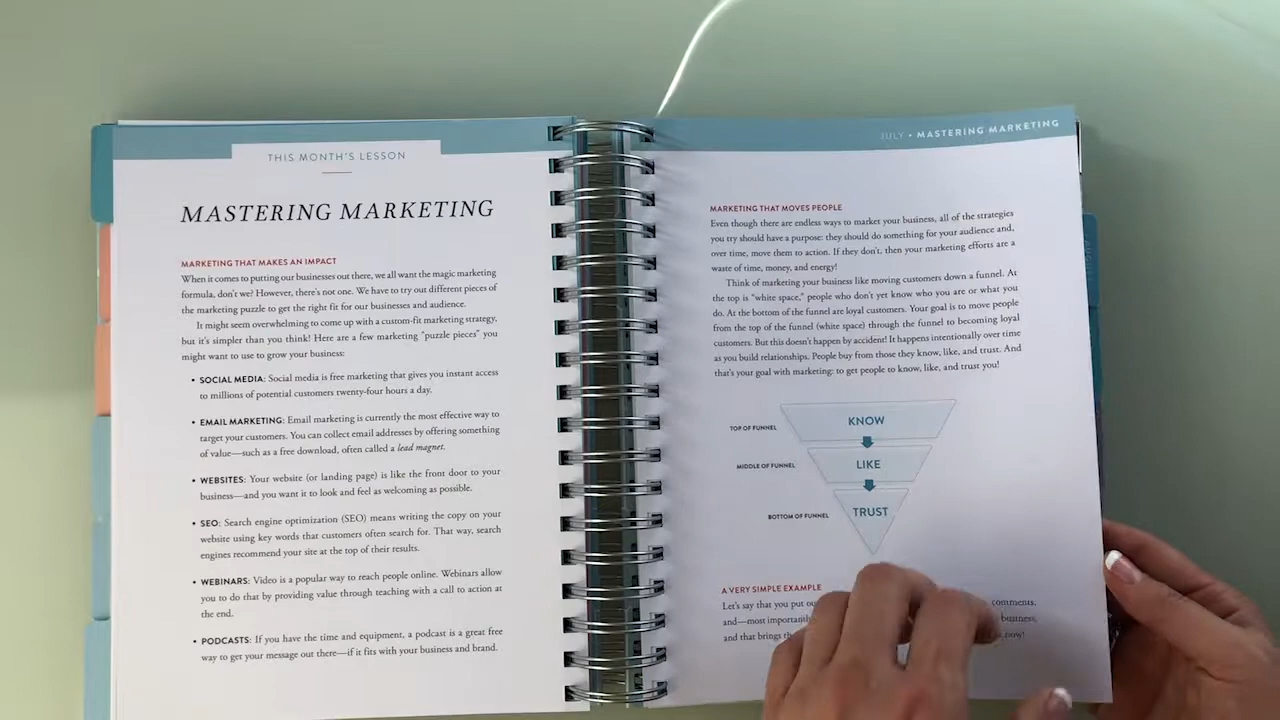 THIS MONTH'S LESSON
MASTERING MARKETING
MARKETING THAT MAKES AN IMPACT
When it comes to putting our businesses out there, we all want the magic marketing
formula, don't we? However, there's not one. We have to try out different pieces of
the marketing puzzle to get the right fit for our businesses and audience.
It might seem overwhelming to come up with a custom-fit marketing strategy,
but it's simpler than you think! Here are a few marketing "puzzle pieces" you
might want to use to grow your business:
• SOCIAL MEDIA: Social media is free marketing that gives you instant access
to millions of potential customers twenty-four hours a day.
• EMAIL MARKETING: Email marketing is currently the most effective way to
target your customers. You can collect email addresses by offering something
of value—such as a free download, often called a lead magnet.
• WEBSITES: Your website (or landing page) is like the front door to your
business—and you want it to look and feel as welcoming as possible.
• SEO: Search engine optimization (SEO) means writing the copy on your
website using key words that customers often search for. That way, search
engines recommend your site at the top of their results.
• WEBINARS: Video is a popular way to reach people online. Webinars allow
you to do that by providing value through teaching with a call to action at
the end.
• PODCASTS: If you have the time and equipment, a podcast is a great free
way to get your message out there—if it fits with your business and brand.
JULY • MASTERING MARKETING
MARKETING THAT MOVES PEOPLE
Even though there are endless ways to market your business, all of the strategies
you try should have a purpose: they should do something for your audience and,
over time, move them to action. If they don't, then your marketing efforts are a
waste of time, money, and energy!
Think of marketing your business like moving customers down a funnel. At
the top is "white space," people who don't yet know who you are or what you
do. At the bottom of the funnel are loyal customers. Your goal is to move people
from the top of the funnel (white space) through the funnel to becoming loyal
customers. But this doesn't happen by accident! It happens intentionally over time
as you build relationships. People buy from those they know, like, and trust. And
that's your goal with marketing: to get people to know, like, and trust you!
TOP OF FUNNEL KNOW
MIDDLE OF FUNNEL LIKE
BOTTOM OF FUNNEL TRUST
A VERY SIMPLE EXAMPLE
Let's say that you put comments,
and—most business,
and that brings now!